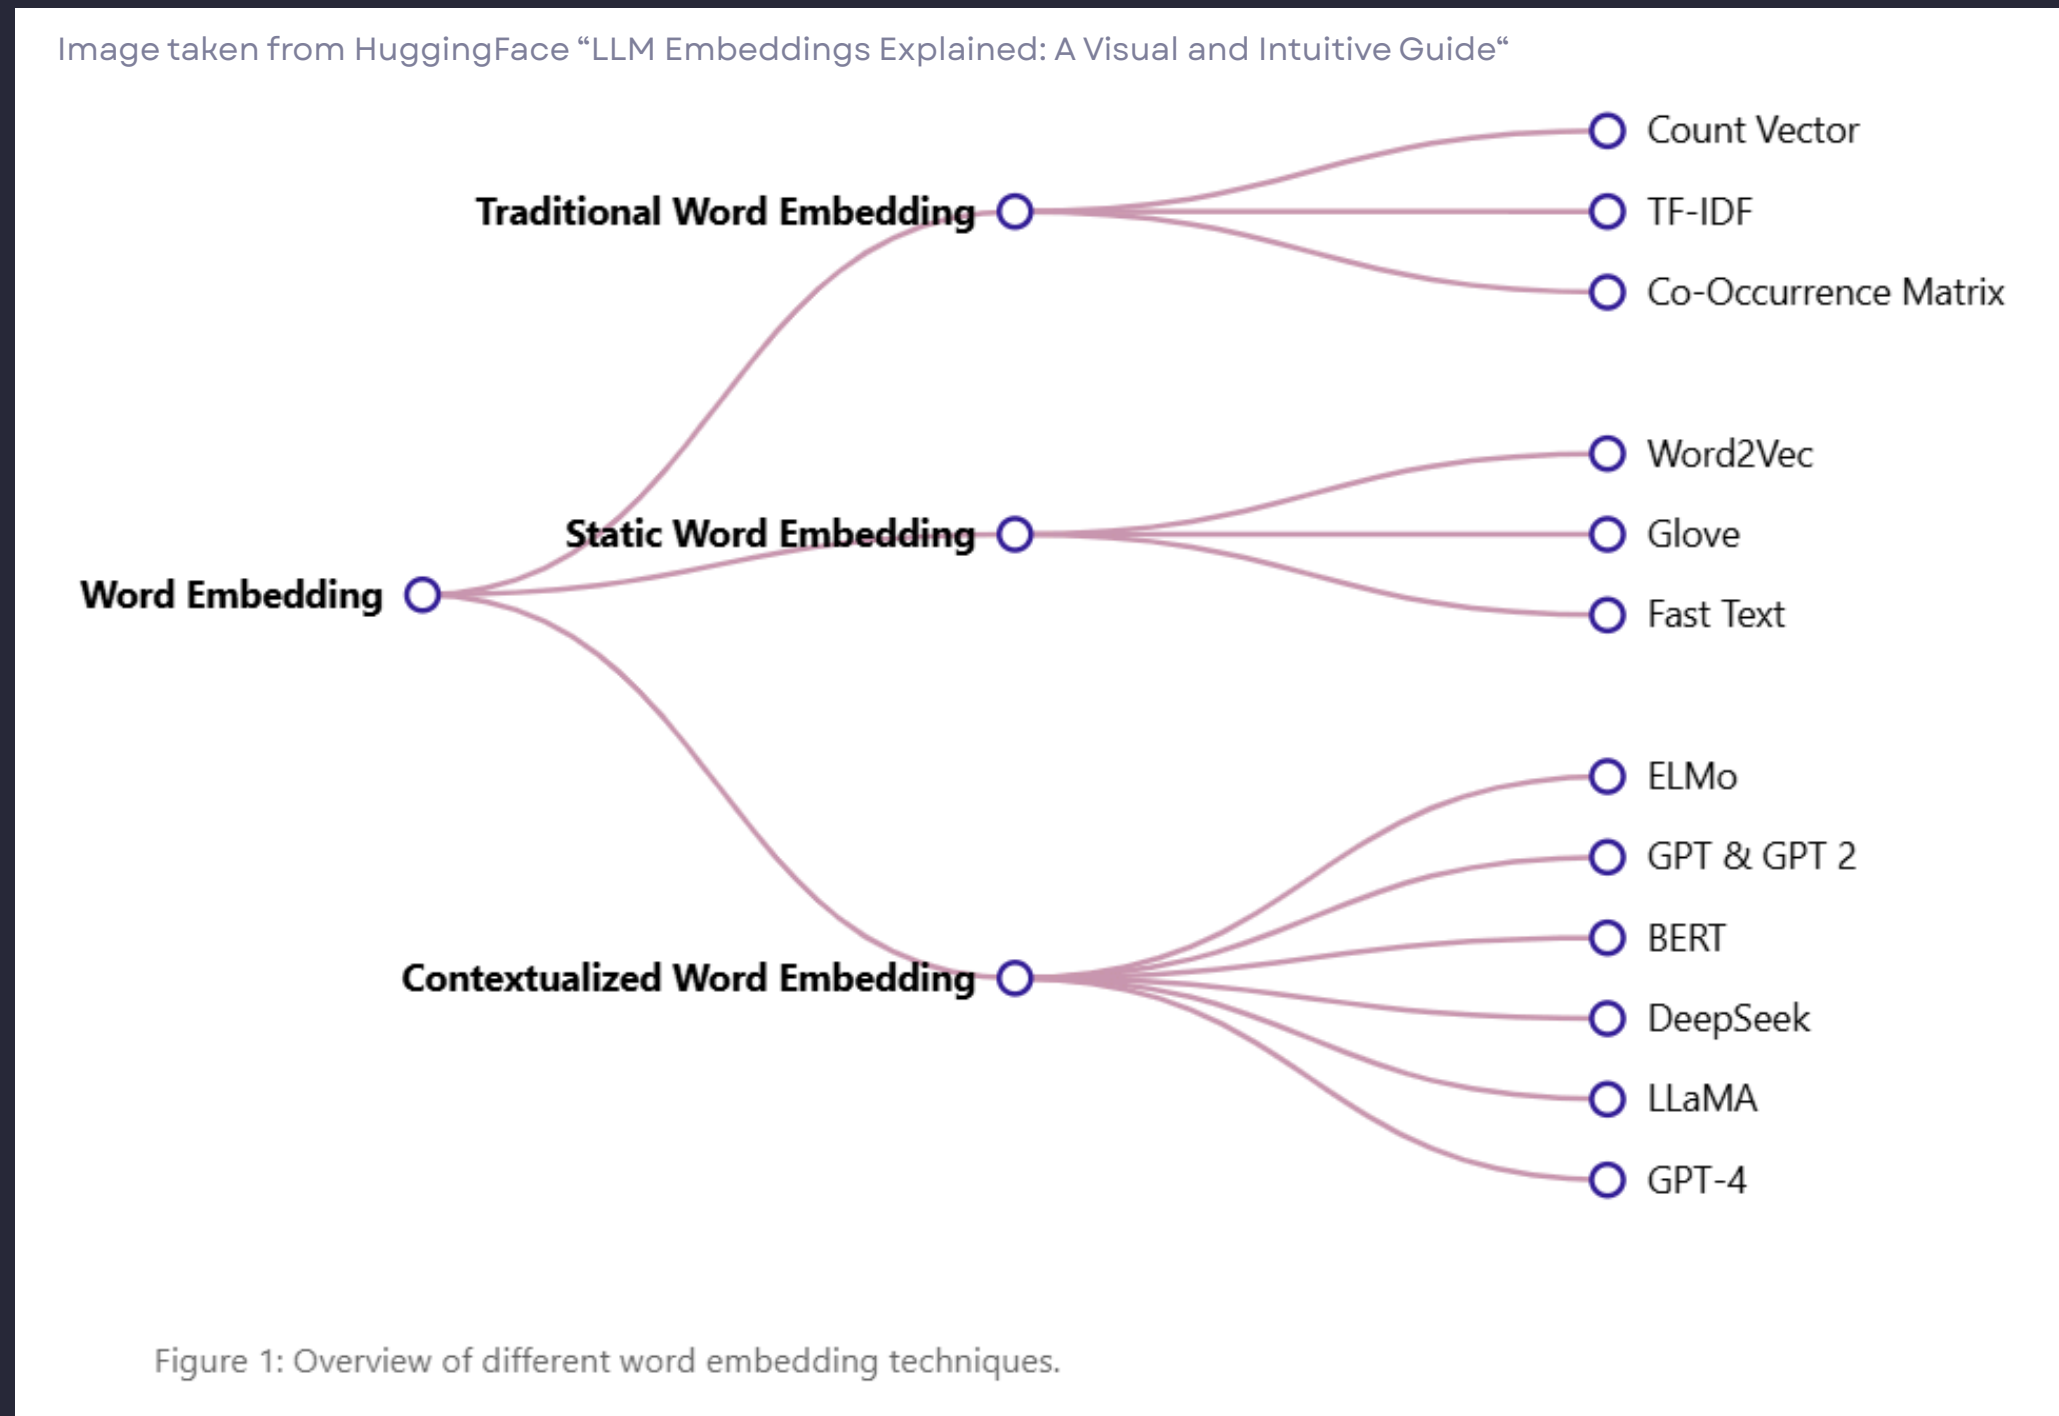 Image taken from HuggingFace “LLM Embeddings Explained: A Visual and Intuitive Guide“
Word Embedding
Traditional Word Embedding
Count Vector
TF-IDF
Co-Occurrence Matrix
Static Word Embedding
Word2Vec
Glove
Fast Text
Contextualized Word Embedding
ELMo
GPT & GPT 2
BERT
DeepSeek
LLaMA
GPT-4
Figure 1: Overview of different word embedding techniques.